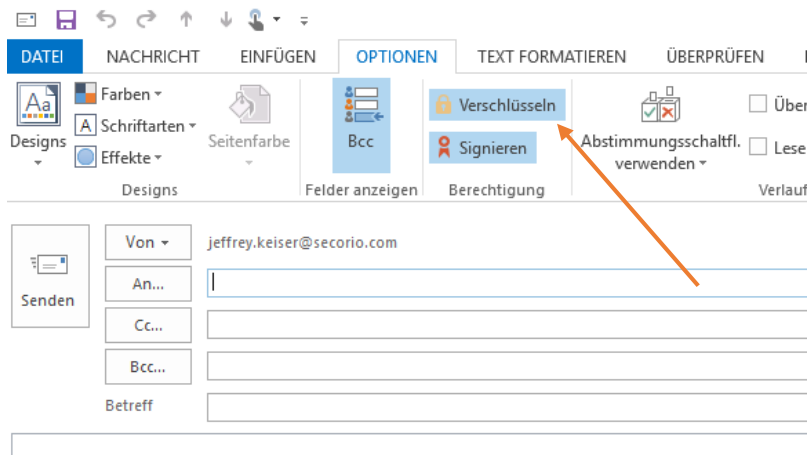 DATEI NACHRICHT EINFÜGEN OPTIONEN TEXT FORMATIEREN ÜBERPRÜFEN
Aa Farben Verschlüsseln
A Schriftarten
Designs Seitenfarbe Bcc Signieren Abstimmungsschaltfl.
Effekte verwenden
Designs Felder anzeigen Berechtigung Verlauf
Von jeffrey.keiser@secorio.com
An...
Senden
Cc...
Bcc...
Betreff